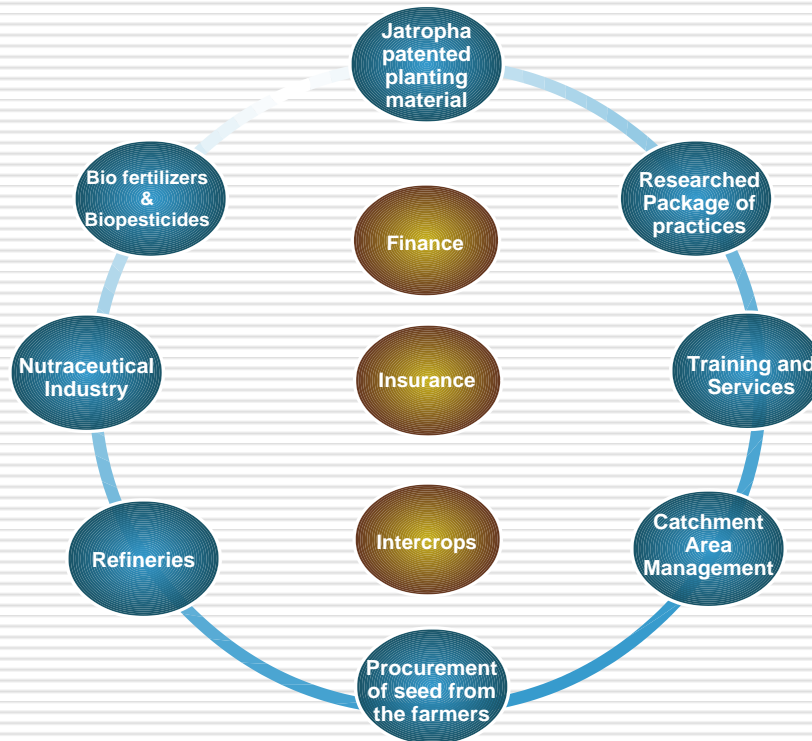 Jatropha
patented
planting
material
Researched
Package of
practices
Training and
Services
Catchment
Area
Management
Procurement
of seed from
the farmers
Refineries
Nutraceutical
Industry
Bio fertilizers
&
Biopesticides
Finance
Insurance
Intercrops